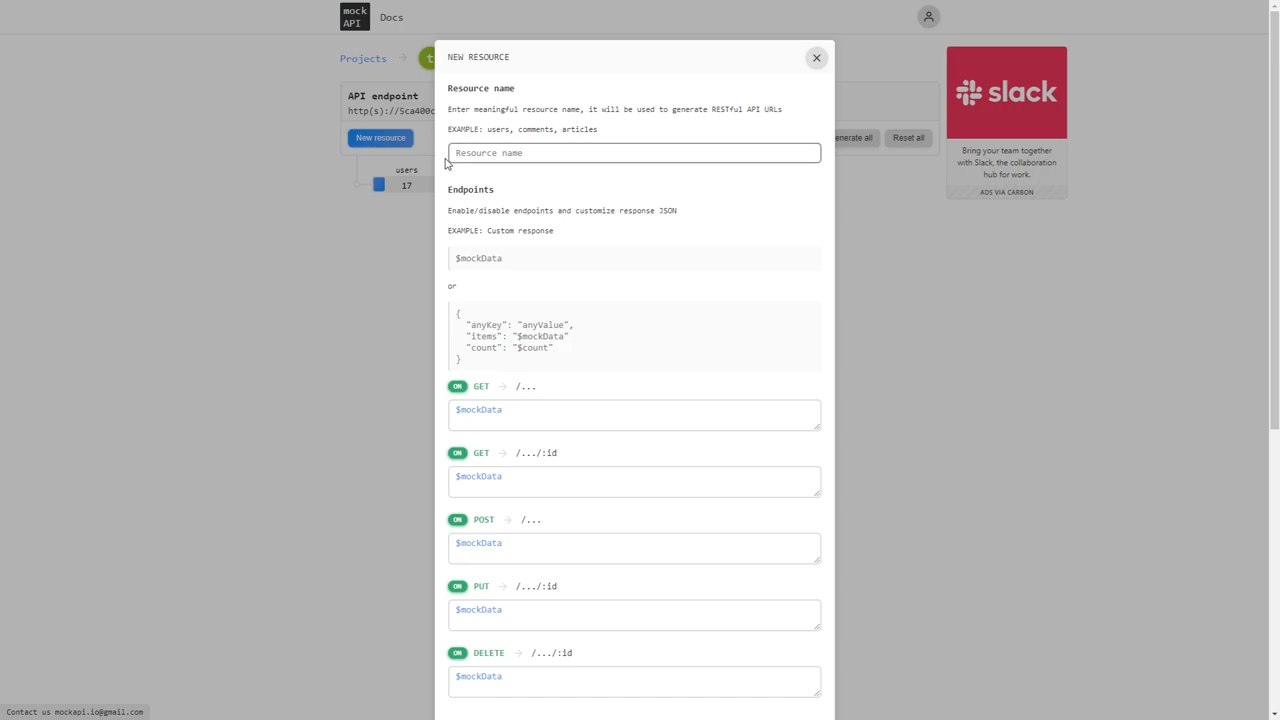 mock
API
Docs
Projects
t
API endpoint
http(s)://5ca400c
New resource
enerate all
Reset all
users
17
NEW RESOURCE
Resource name
Enter meaningful resource name, it will be used to generate RESTful API URLs
EXAMPLE: users, comments, articles
Resource name
Endpoints
Enable/disable endpoints and customize response JSON
EXAMPLE: Custom response
$mockData
or
{
"anyKey": "anyValue",
"items": "$mockData"
"count": "$count"
}
ON GET /...
$mockData
ON GET /.../:id
$mockData
ON POST /...
$mockData
ON PUT /.../:id
$mockData
ON DELETE /.../:id
$mockData
slack
Bring your team together
with Slack, the collaboration
hub for work.
ADS VIA CARBON
Contact us mockapi.io@gmail.com